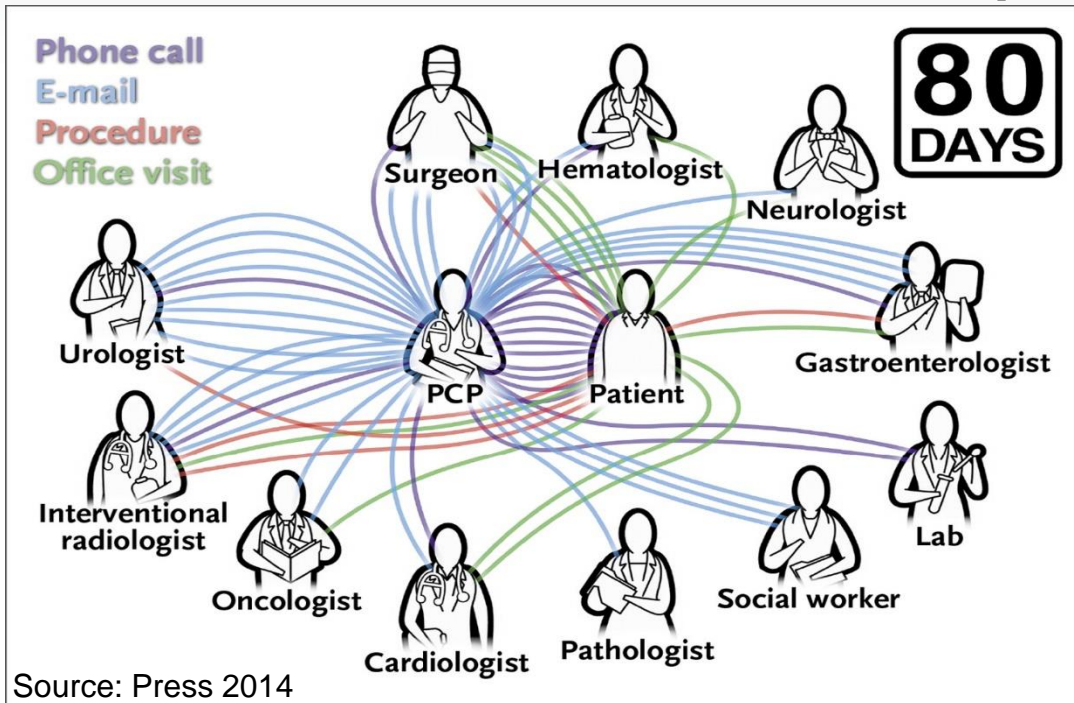 Phone call
E-mail
Procedure
Office visit
80
DAYS
Surgeon
Hematologist
Neurologist
Urologist
PCP
Patient
Gastroenterologist
Interventional
radiologist
Oncologist
Cardiologist
Pathologist
Social worker
Lab
Source: Press 2014